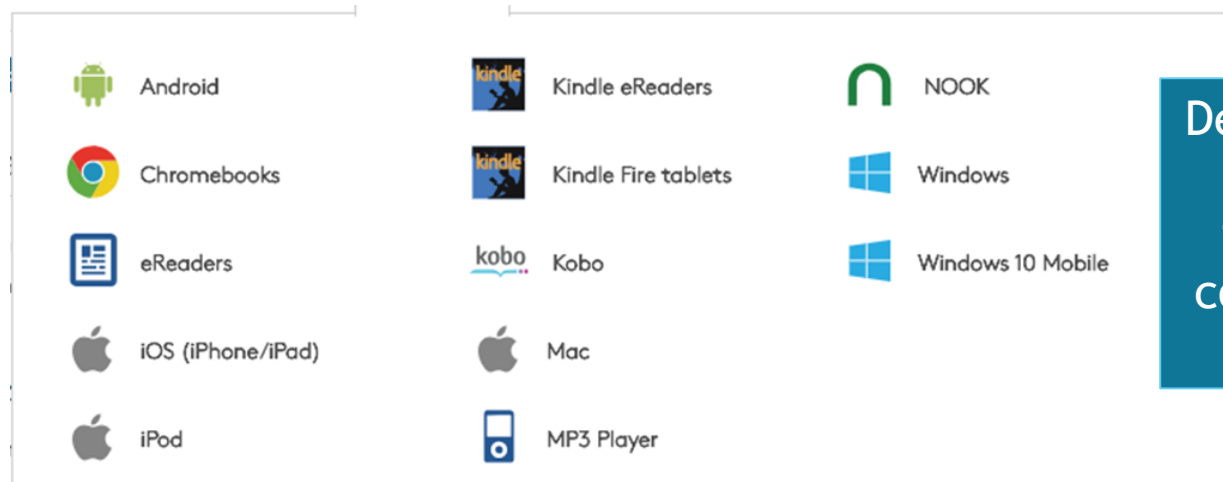 Android
Chromebooks
eReaders
iOS (iPhone/iPad)
iPod
kindle
Kindle eReaders
kindle
Kindle Fire tablets
kobo
Kobo
Mac
MP3 Player
NOOK
Windows
Windows 10 Mobile